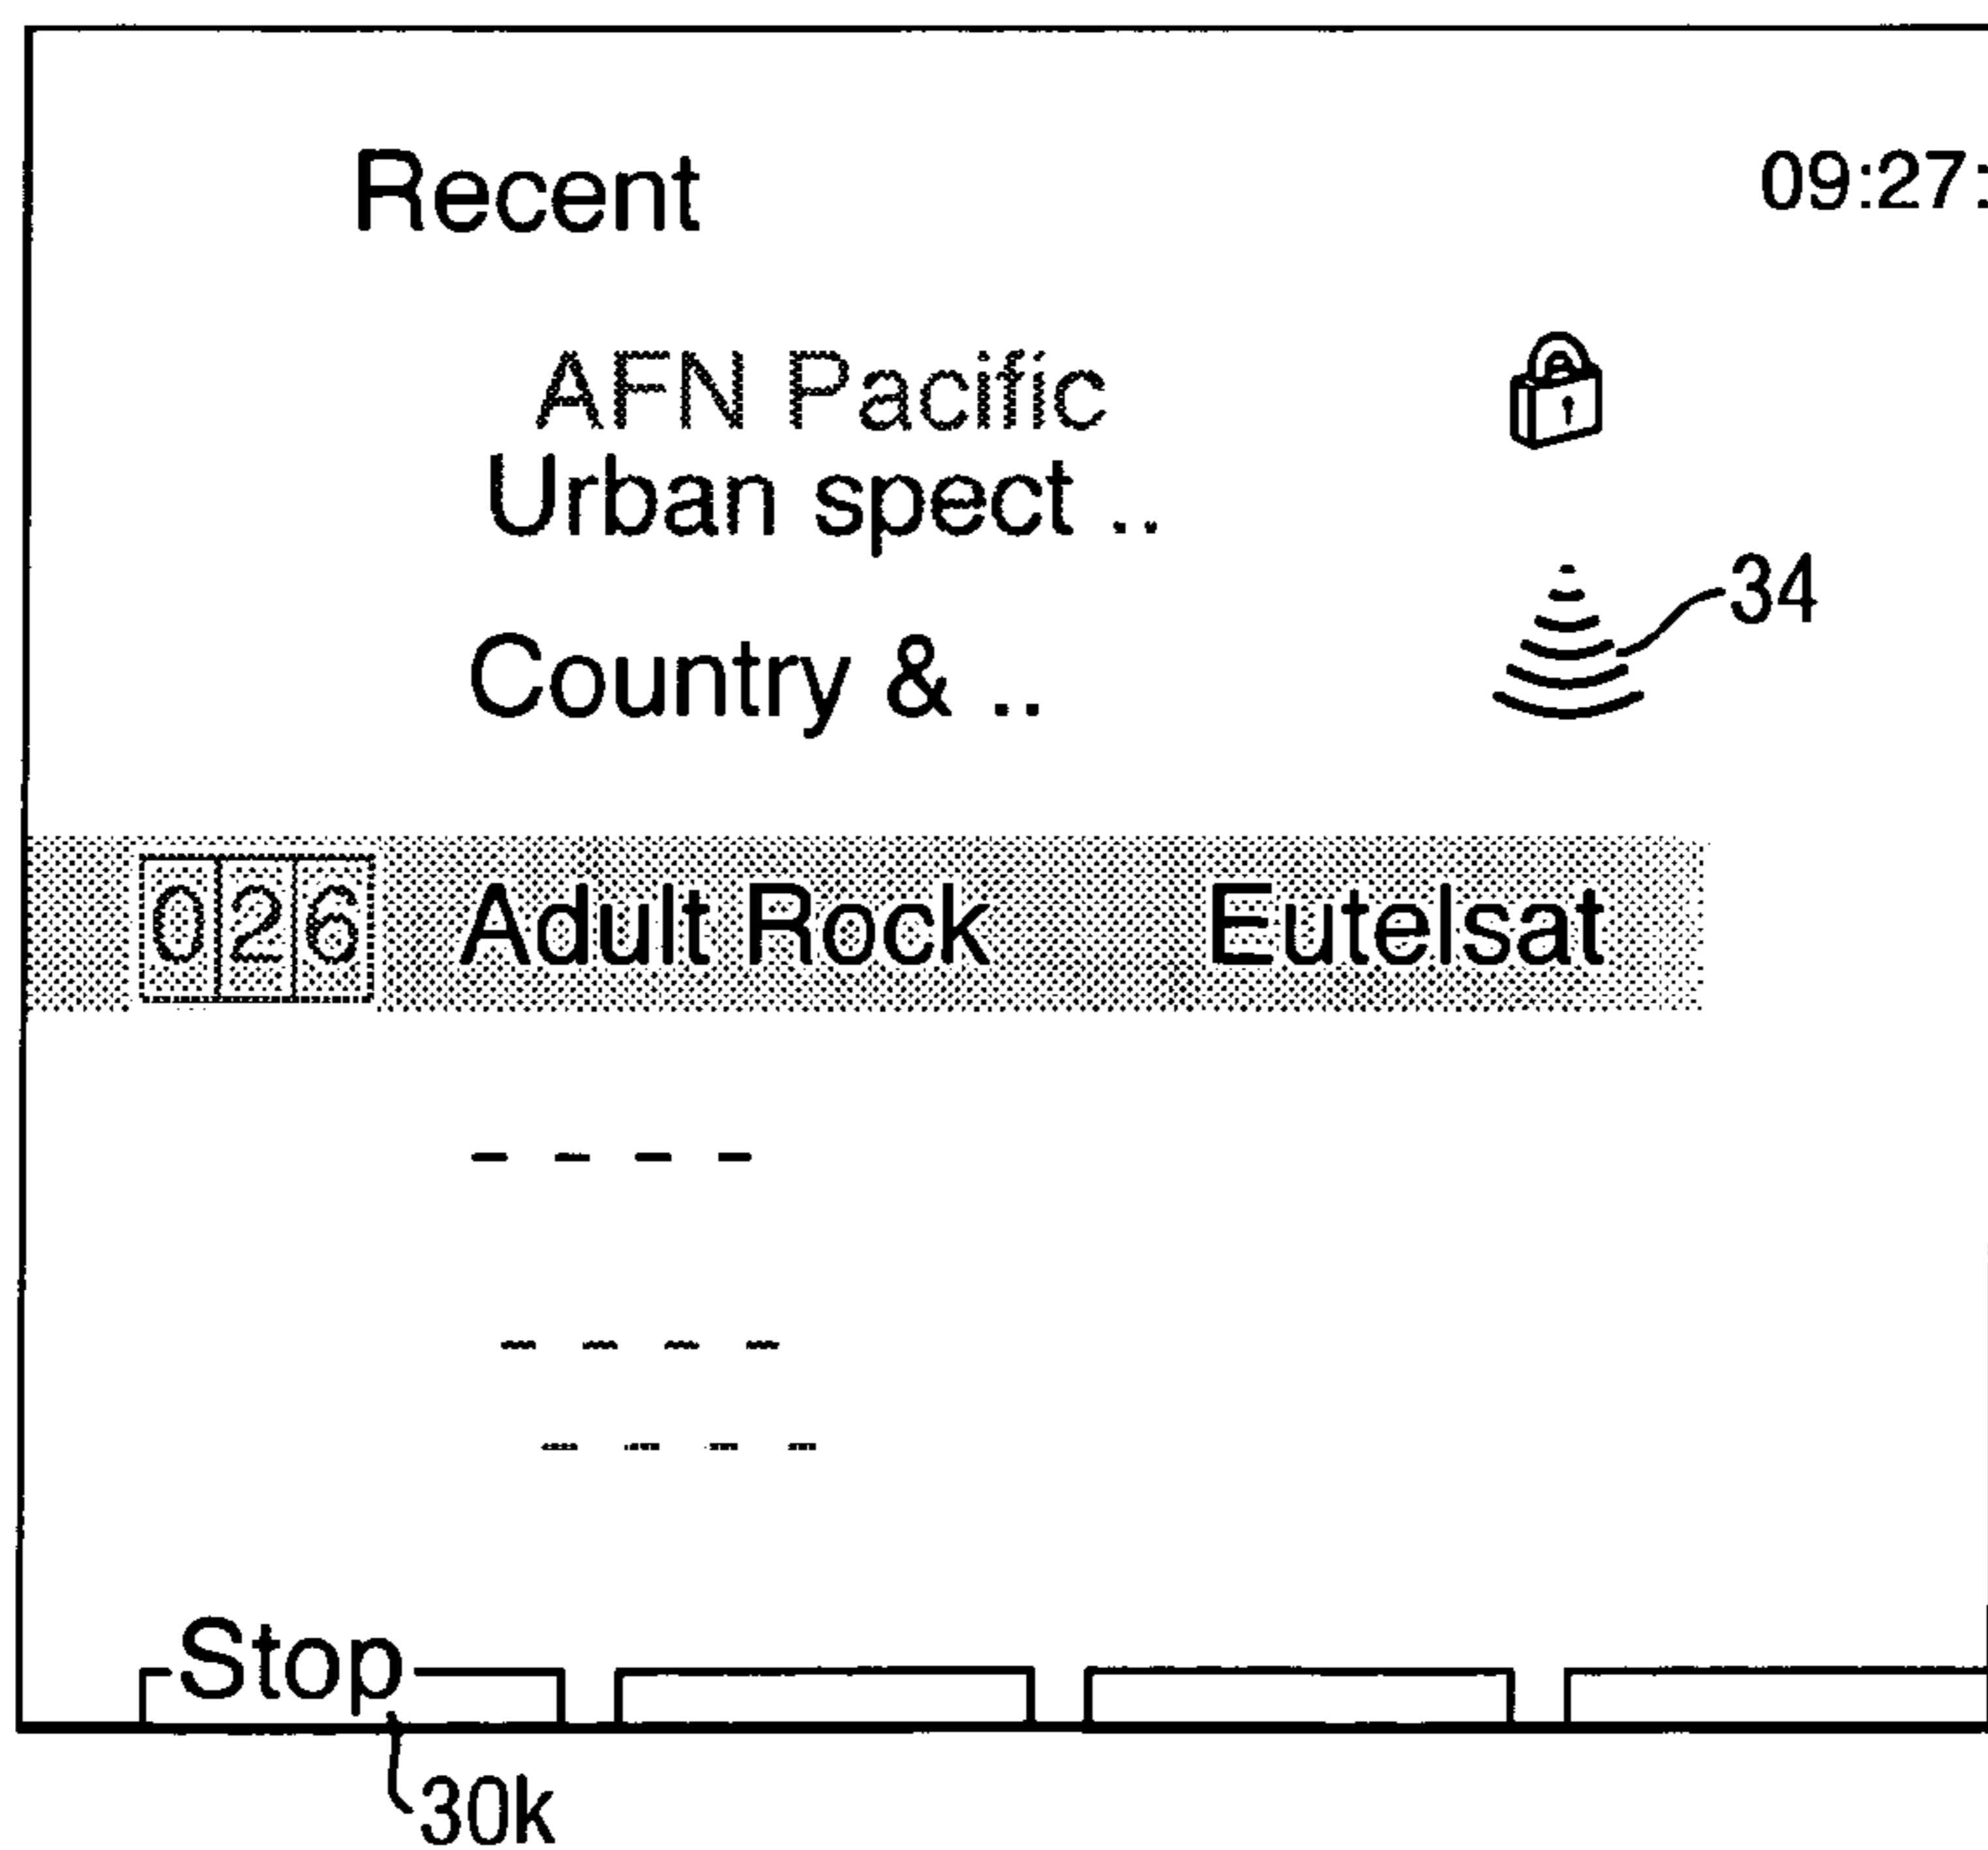 Recent 09:27:
AFN Pacific
Urban spect ..
34
Country & ..
026 Adult Rock Eutelsat
- - - -
- - - -
- - - -
Stop
30k